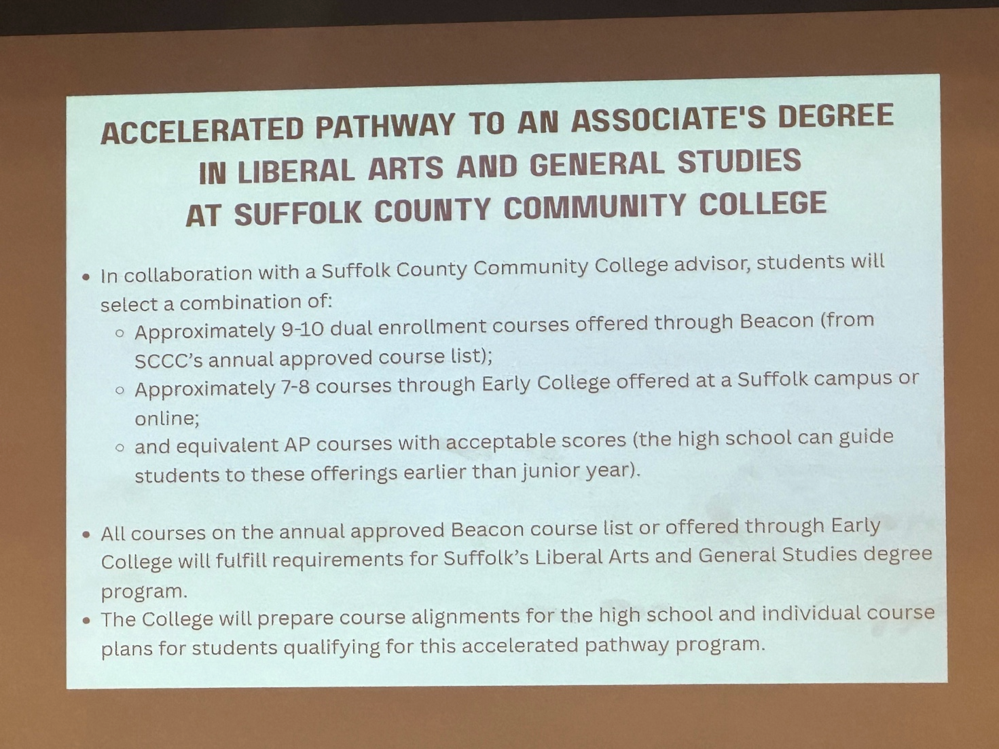 ACCELERATED PATHWAY TO AN ASSOCIATE'S DEGREE
IN LIBERAL ARTS AND GENERAL STUDIES
AT SUFFOLK COUNTY COMMUNITY COLLEGE
• In collaboration with a Suffolk County Community College advisor, students will
select a combination of:
◦ Approximately 9-10 dual enrollment courses offered through Beacon (from
SCCC’s annual approved course list);
◦ Approximately 7-8 courses through Early College offered at a Suffolk campus or
online;
◦ and equivalent AP courses with acceptable scores (the high school can guide
students to these offerings earlier than junior year).
• All courses on the annual approved Beacon course list or offered through Early
College will fulfill requirements for Suffolk’s Liberal Arts and General Studies degree
program.
• The College will prepare course alignments for the high school and individual course
plans for students qualifying for this accelerated pathway program.